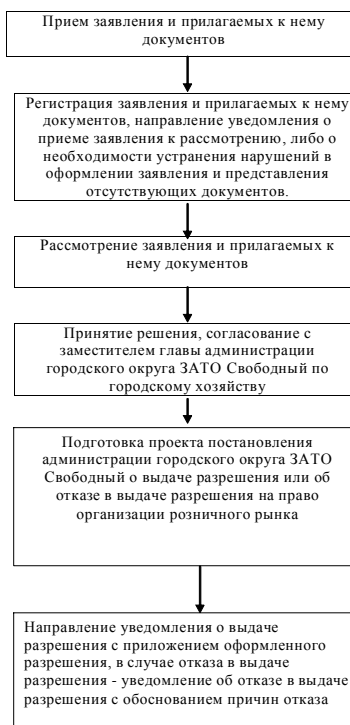 Прием заявления и прилагаемых к нему
документов
Регистрация заявления и прилагаемых к нему
документов, направление уведомления о
приеме заявления к рассмотрению, либо о
необходимости устранения нарушений в
оформлении заявления и представления
отсутствующих документов.
Рассмотрение заявления и прилагаемых к
нему документов
Принятие решения, согласование с
заместителем главы администрации
городского округа ЗАТО Свободный по
городскому хозяйству
Подготовка проекта постановления
администрации городского округа ЗАТО
Свободный о выдаче разрешения или об
отказе в выдаче разрешения на право
организации розничного рынка
Направление уведомления о выдаче
разрешения с приложением оформленного
разрешения, в случае отказа в выдаче
разрешения - уведомление об отказе в выдаче
разрешения с обоснованием причин отказа